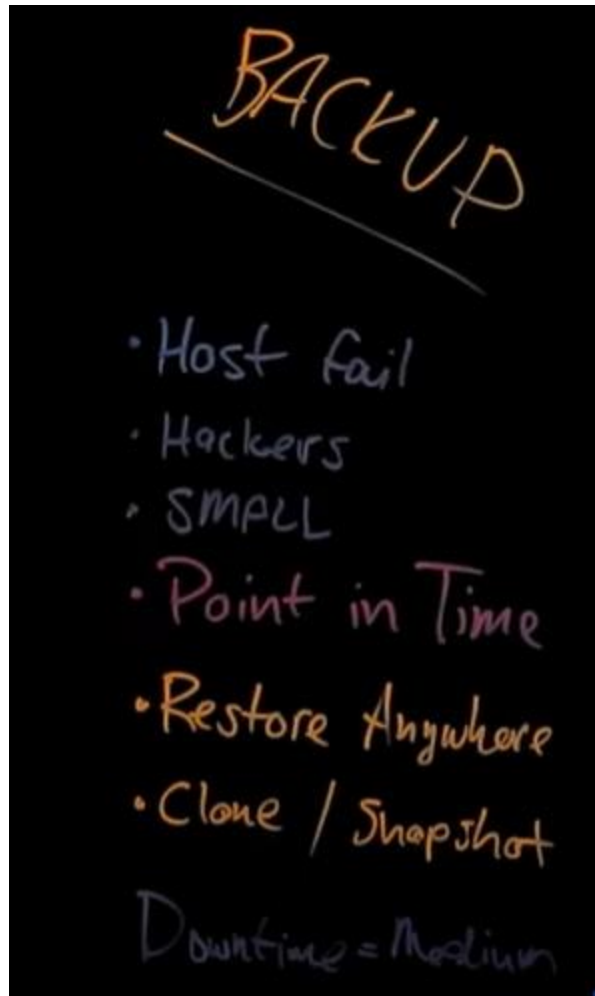 BACKUP
• Host fail
• Hackers
• SMALL
• Point in Time
• Restore Anywhere
• Clone / Snapshot
Downtime = Medium